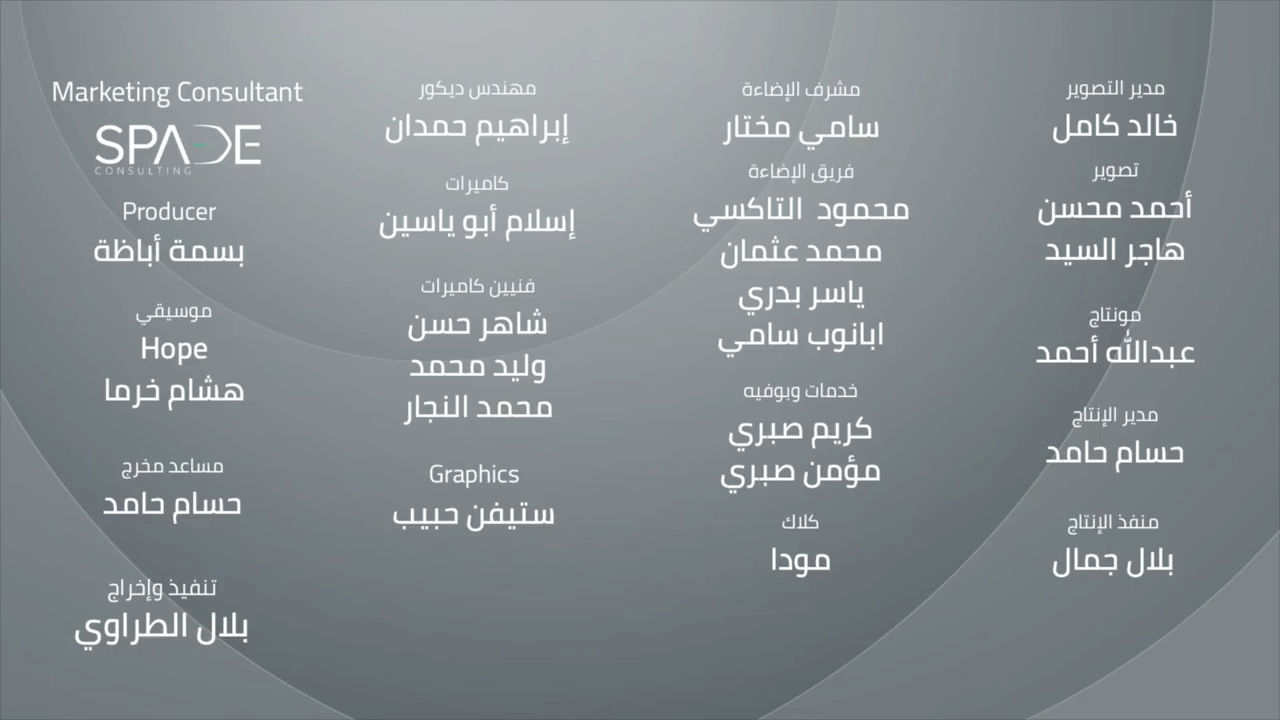 مدير التصوير
خالد كامل
تصوير
أحمد محسن
هاجر السيد
مونتاج
عبدالله أحمد
مدير الإنتاج
حسام حامد
منفذ الإنتاج
بلال جمال
مشرف الإضاءة
سامي مختار
فريق الإضاءة
محمود التاكسي
محمد عثمان
ياسر بدري
ابانوب سامي
خدمات وبوفيه
كريم صبري
مؤمن صبري
كلاك
مودا
مهندس ديكور
إبراهيم حمدان
كاميرات
إسلام أبو ياسين
فنيين كاميرات
شاهر حسن
وليد محمد
محمد النجار
Graphics
ستيفن حبيب
Marketing Consultant
SPADE
CONSULTING
Producer
بسمة أباظة
موسيقي
Hope
هشام خرما
مساعد مخرج
حسام حامد
تنفيذ وإخراج
بلال الطراوي